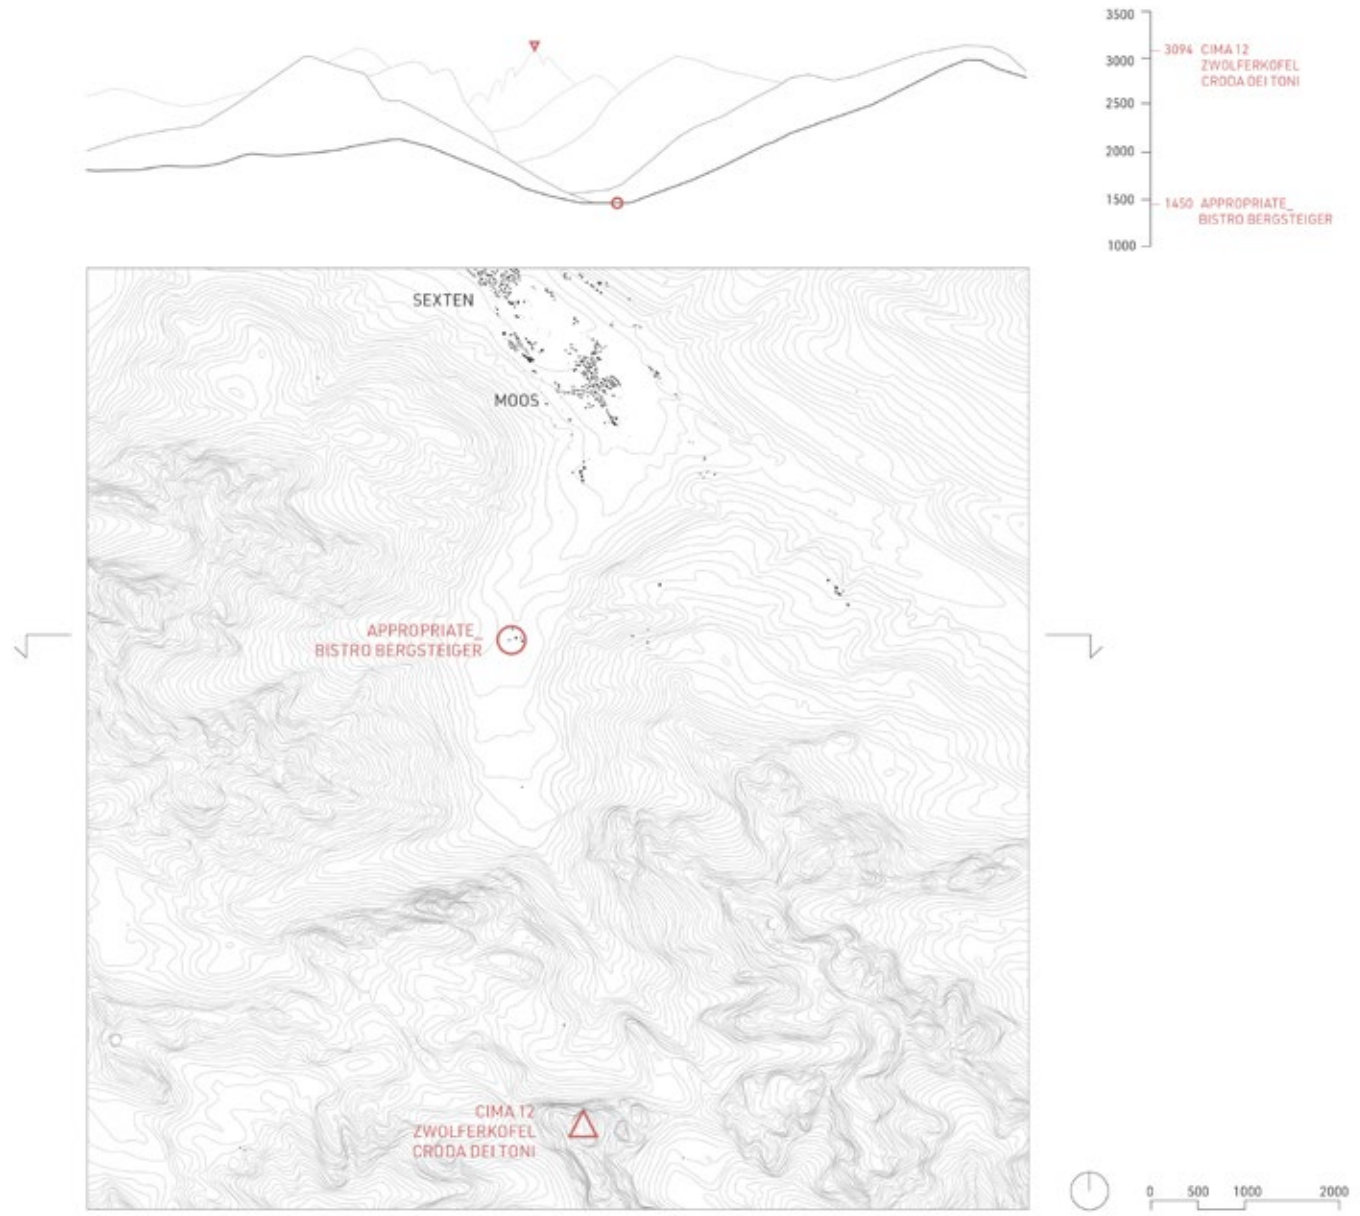 3500
3094 CIMA 12
3000 ZWOLFERKOFEL
CRODA DEI TONI
2500
2000
1500
1450 APPROPRIATE_
BISTRO BERGSTEIGER
1000
SEXTEN
MOOS
APPROPRIATE_
BISTRO BERGSTEIGER
CIMA 12
ZWOLFERKOFEL
CRODA DEI TONI
0 500 1000 2000